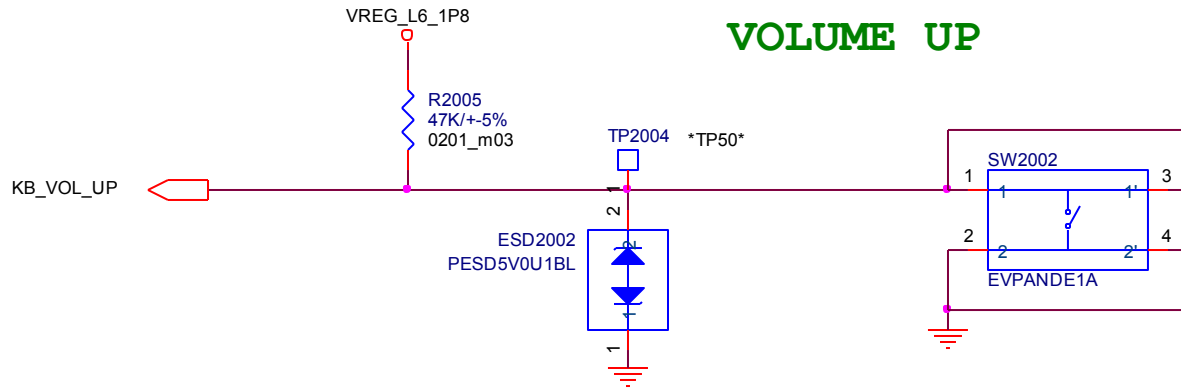 VREG_L6_1P8
VOLUME UP
R2005
47K/+-5%
0201_m03
TP2004 *TP50*
KB_VOL_UP
1
2
ESD2002
PESD5V0U1BL
2
1
1
SW2002
1 1 1' 3
2 2 2' 4
EVPANDE1A